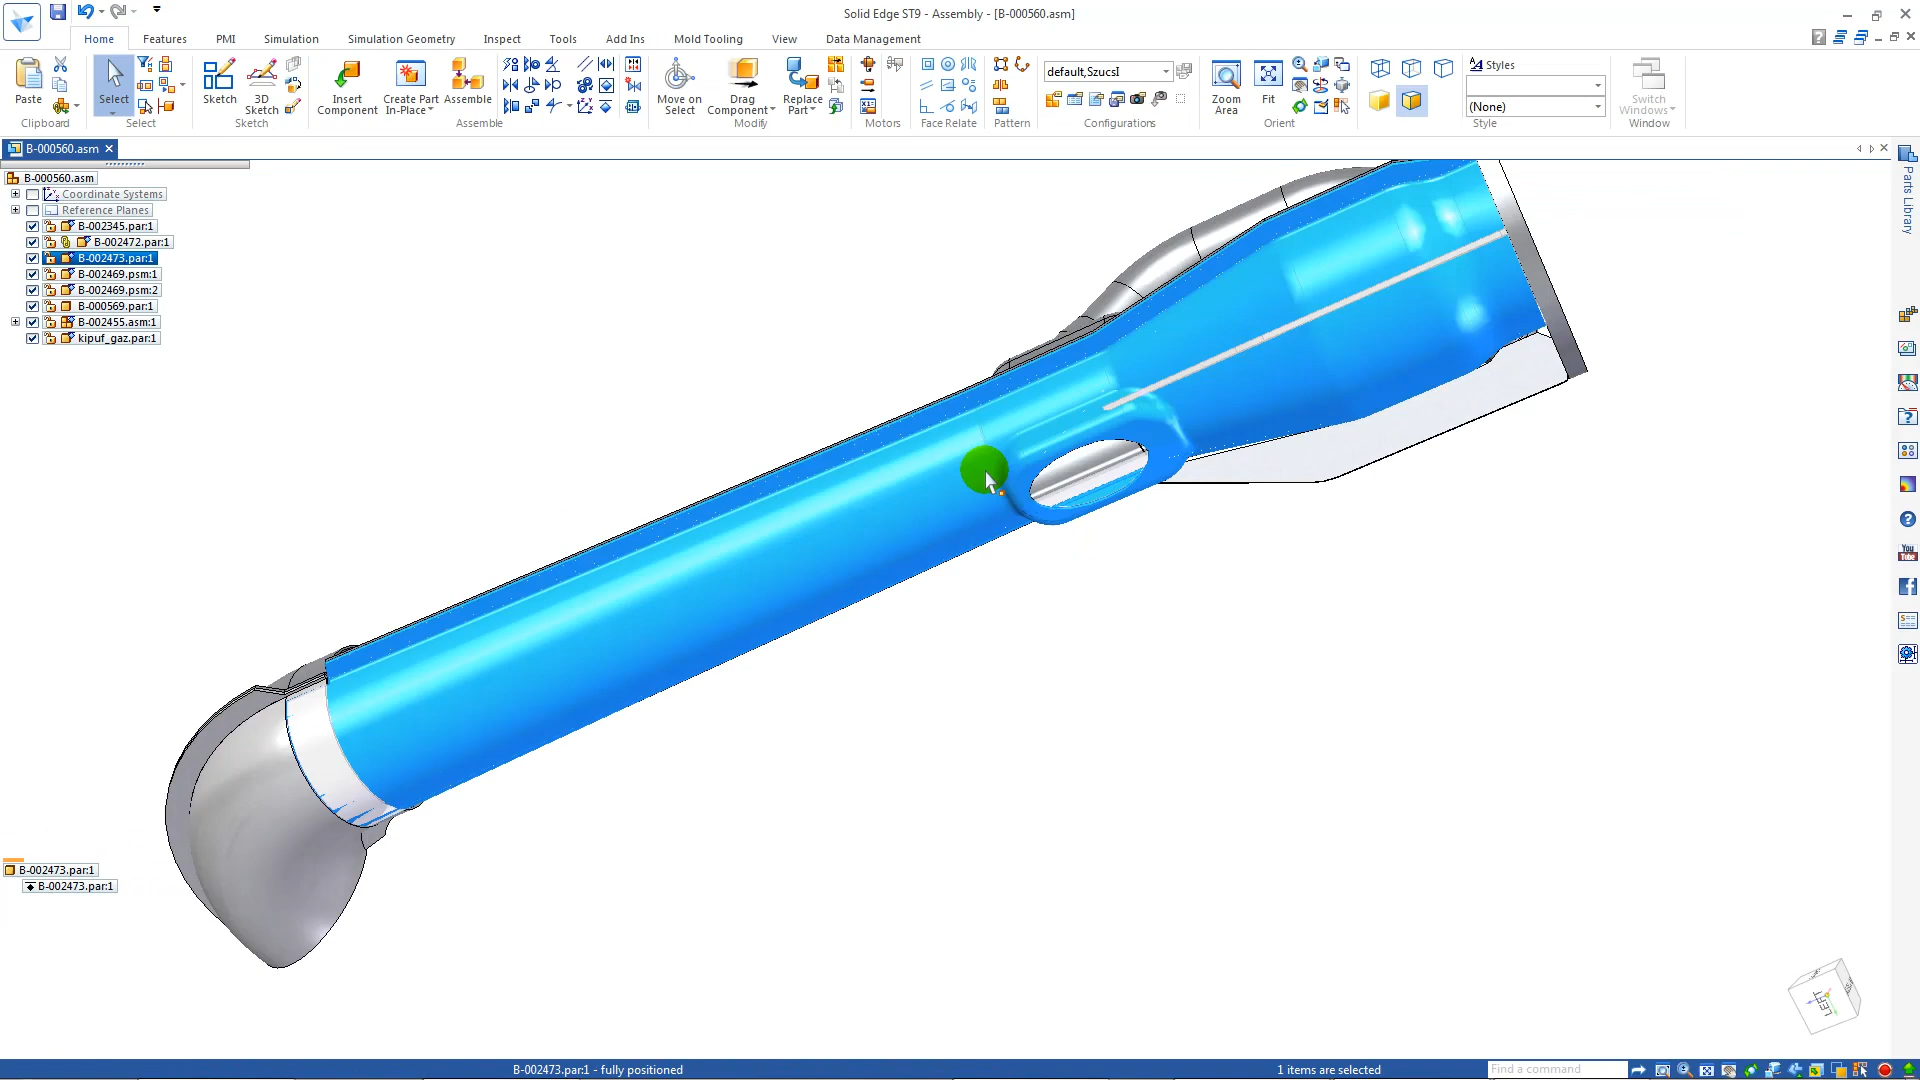 Solid Edge ST9 - Assembly - [B-000560.asm]
Home Features PMI Simulation Simulation Geometry Inspect Tools Add Ins Mold Tooling View Data Management
Paste
Clipboard
Select
Select
Sketch
3D Sketch
Sketch
Insert Component
Create Part In-Place
Assemble
Assemble
Move on Select
Drag Component
Replace Part
Modify
Motors
Face Relate
Pattern
default,SzucsI
Configurations
Zoom Area
Fit
Orient
Styles
(None)
Style
Switch Windows
Window
B-000560.asm
B-000560.asm
Coordinate Systems
Reference Planes
B-002345.par:1
B-002472.par:1
B-002473.par:1
B-002469.psm:1
B-002469.psm:2
B-000569.par:1
B-002455.asm:1
kipuf_gaz.par:1
Parts Library
You Tube
B-002473.par:1
B-002473.par:1
LEFT
B-002473.par:1 - fully positioned
1 items are selected
Find a command